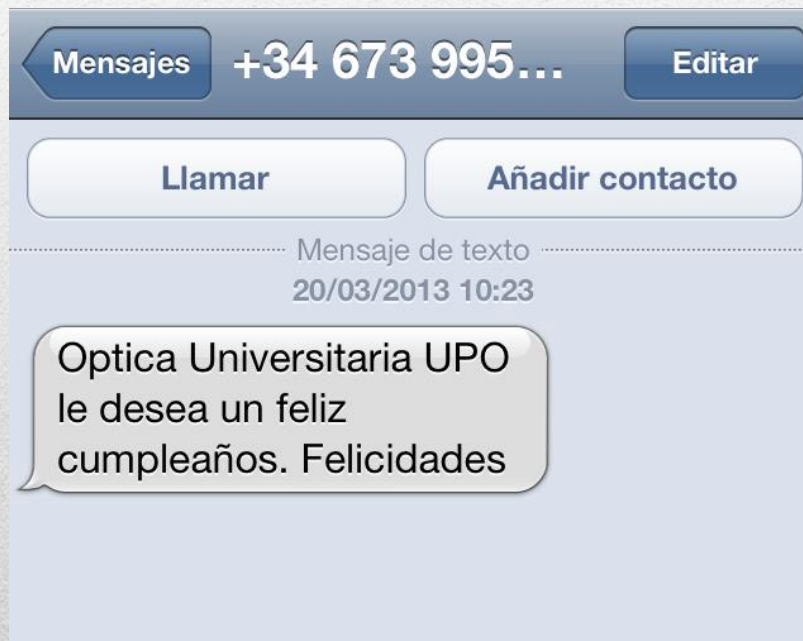 Mensajes +34 673 995... Editar
Llamar Añadir contacto
Mensaje de texto
20/03/2013 10:23
Optica Universitaria UPO
le desea un feliz
cumpleaños. Felicidades